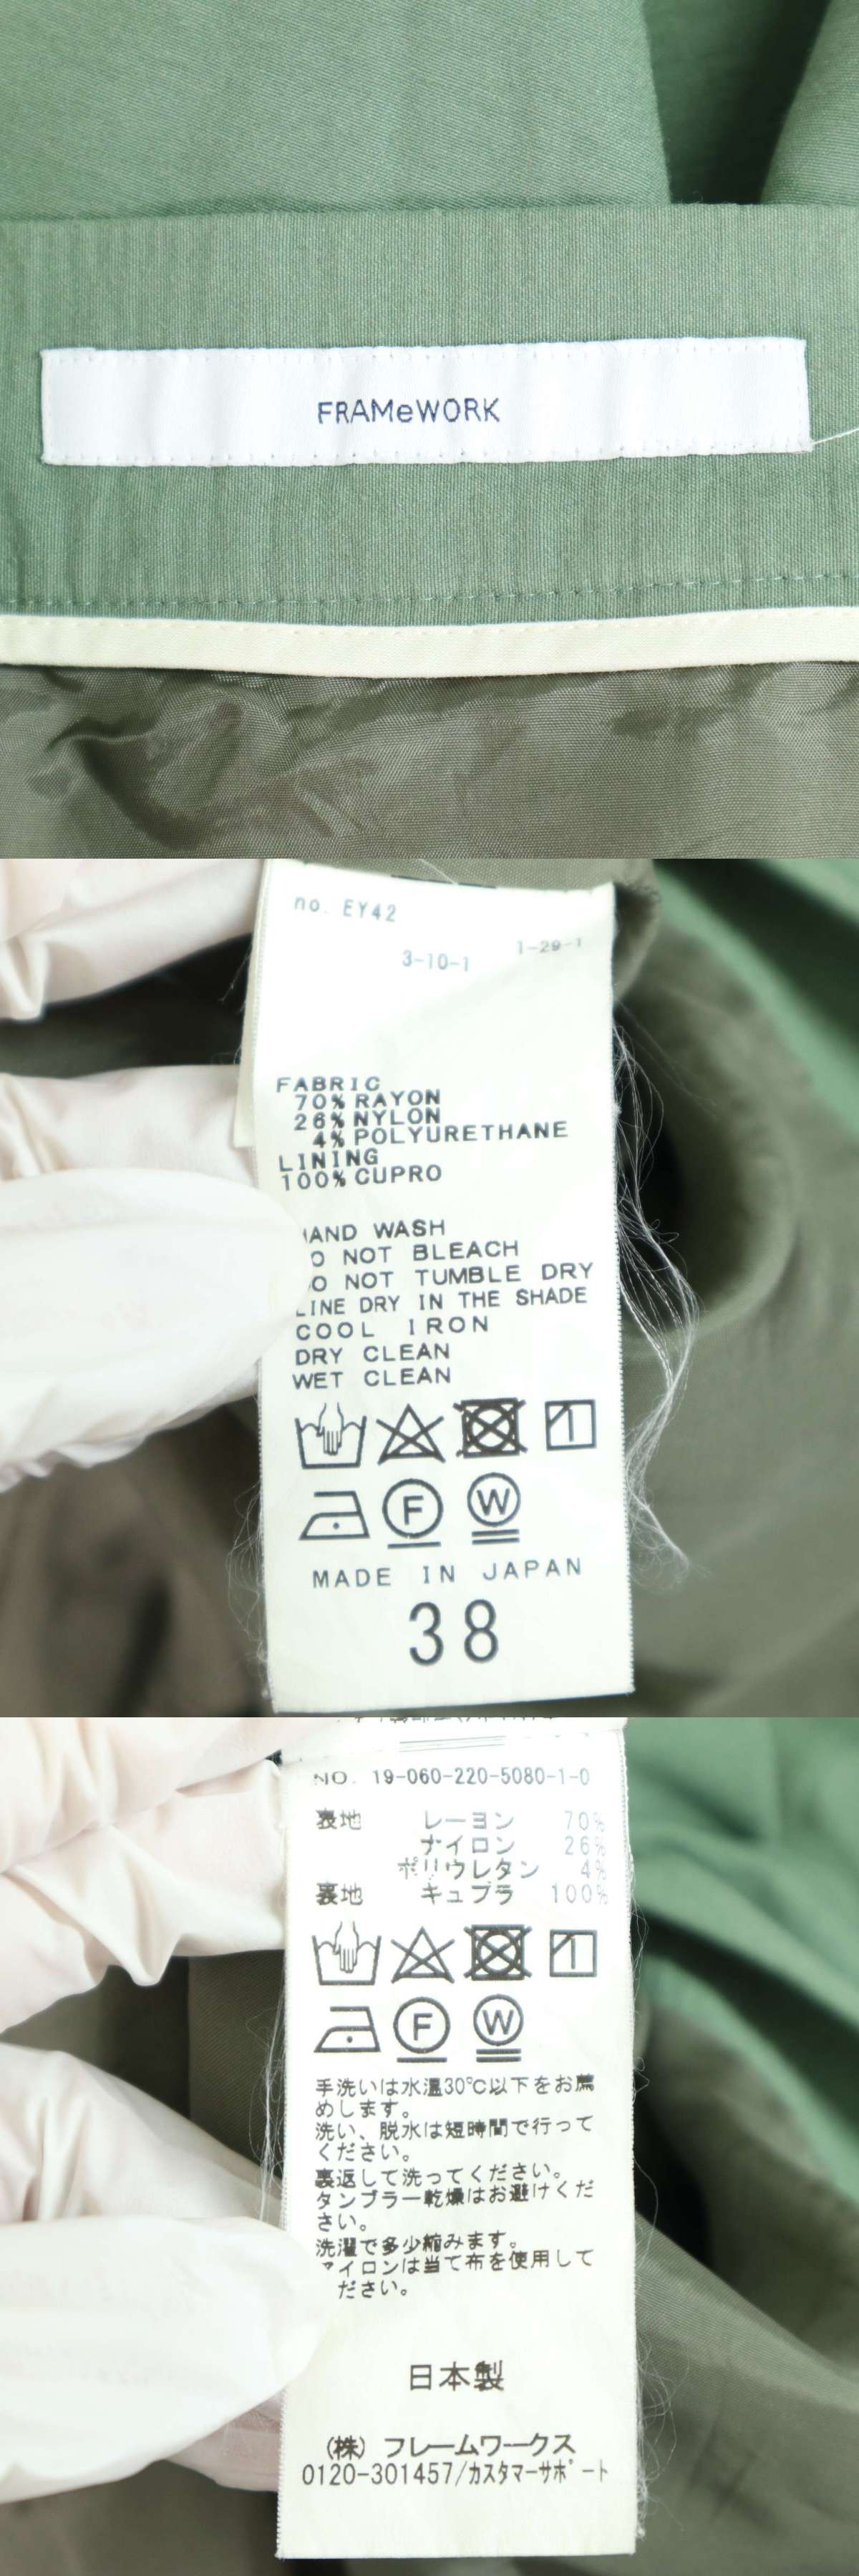 FRAMeWORK
no. EY42
3-10-1 1-29-1
FABRIC
70% RAYON
26% NYLON
4% POLYURETHANE
LINING
100% CUPRO
HAND WASH
DO NOT BLEACH
DO NOT TUMBLE DRY
LINE DRY IN THE SHADE
COOL IRON
DRY CLEAN
WET CLEAN
F W
MADE IN JAPAN
38
NO. 19-060-220-5080-1-0
表地 レーヨン 70%
ナイロン 26%
ポリウレタン 4%
裏地 キュプラ 100%
F W
手洗いは水温30℃以下をお薦
めします。
洗い、脱水は短時間で行って
ください。
裏返して洗ってください。
タンブラー乾燥はお避けくだ
さい。
洗濯で多少縮みます。
アイロンは当て布を使用して
ださい。
日本製
(株) フレームワークス
0120-301457/カスタマーサポート